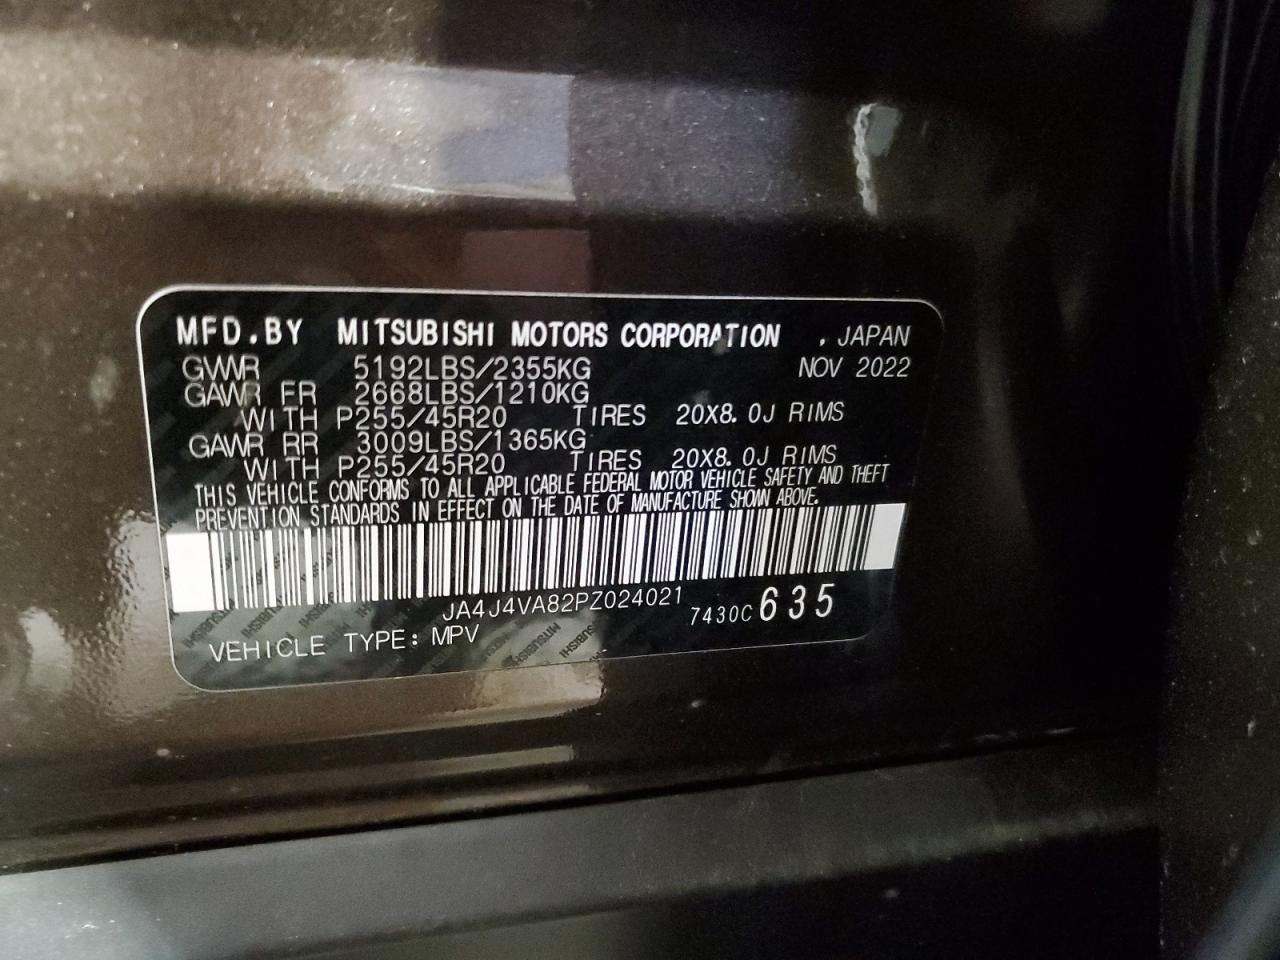 MFD.BY MITSUBISHI MOTORS CORPORATION , JAPAN
GVWR 5192LBS/2355KG NOV 2022
GAWR FR 2668LBS/1210KG
WITH P255/45R20 TIRES 20X8.0J RIMS
GAWR RR 3009LBS/1365KG
WITH P255/45R20 TIRES 20X8.0J RIMS
THIS VEHICLE CONFORMS TO ALL APPLICABLE FEDERAL MOTOR VEHICLE SAFETY AND THEFT
PREVENTION STANDARDS IN EFFECT ON THE DATE OF MANUFACTURE SHOWN ABOVE.
JA4J4VA82PZ024021 7430C 635
VEHICLE TYPE: MPV